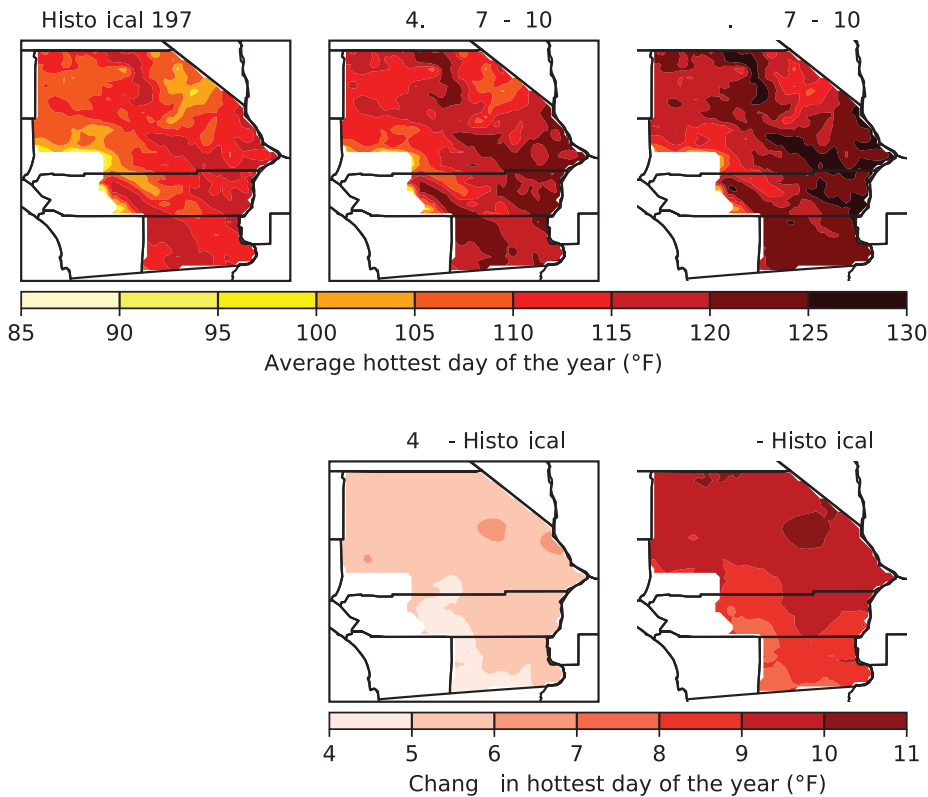 Histo ical 197
4. 7 - 10
. 7 - 10
85 90 95 100 105 110 115 120 125 130
Average hottest day of the year (°F)
4 - Histo ical
- Histo ical
4 5 6 7 8 9 10 11
Chang in hottest day of the year (°F)